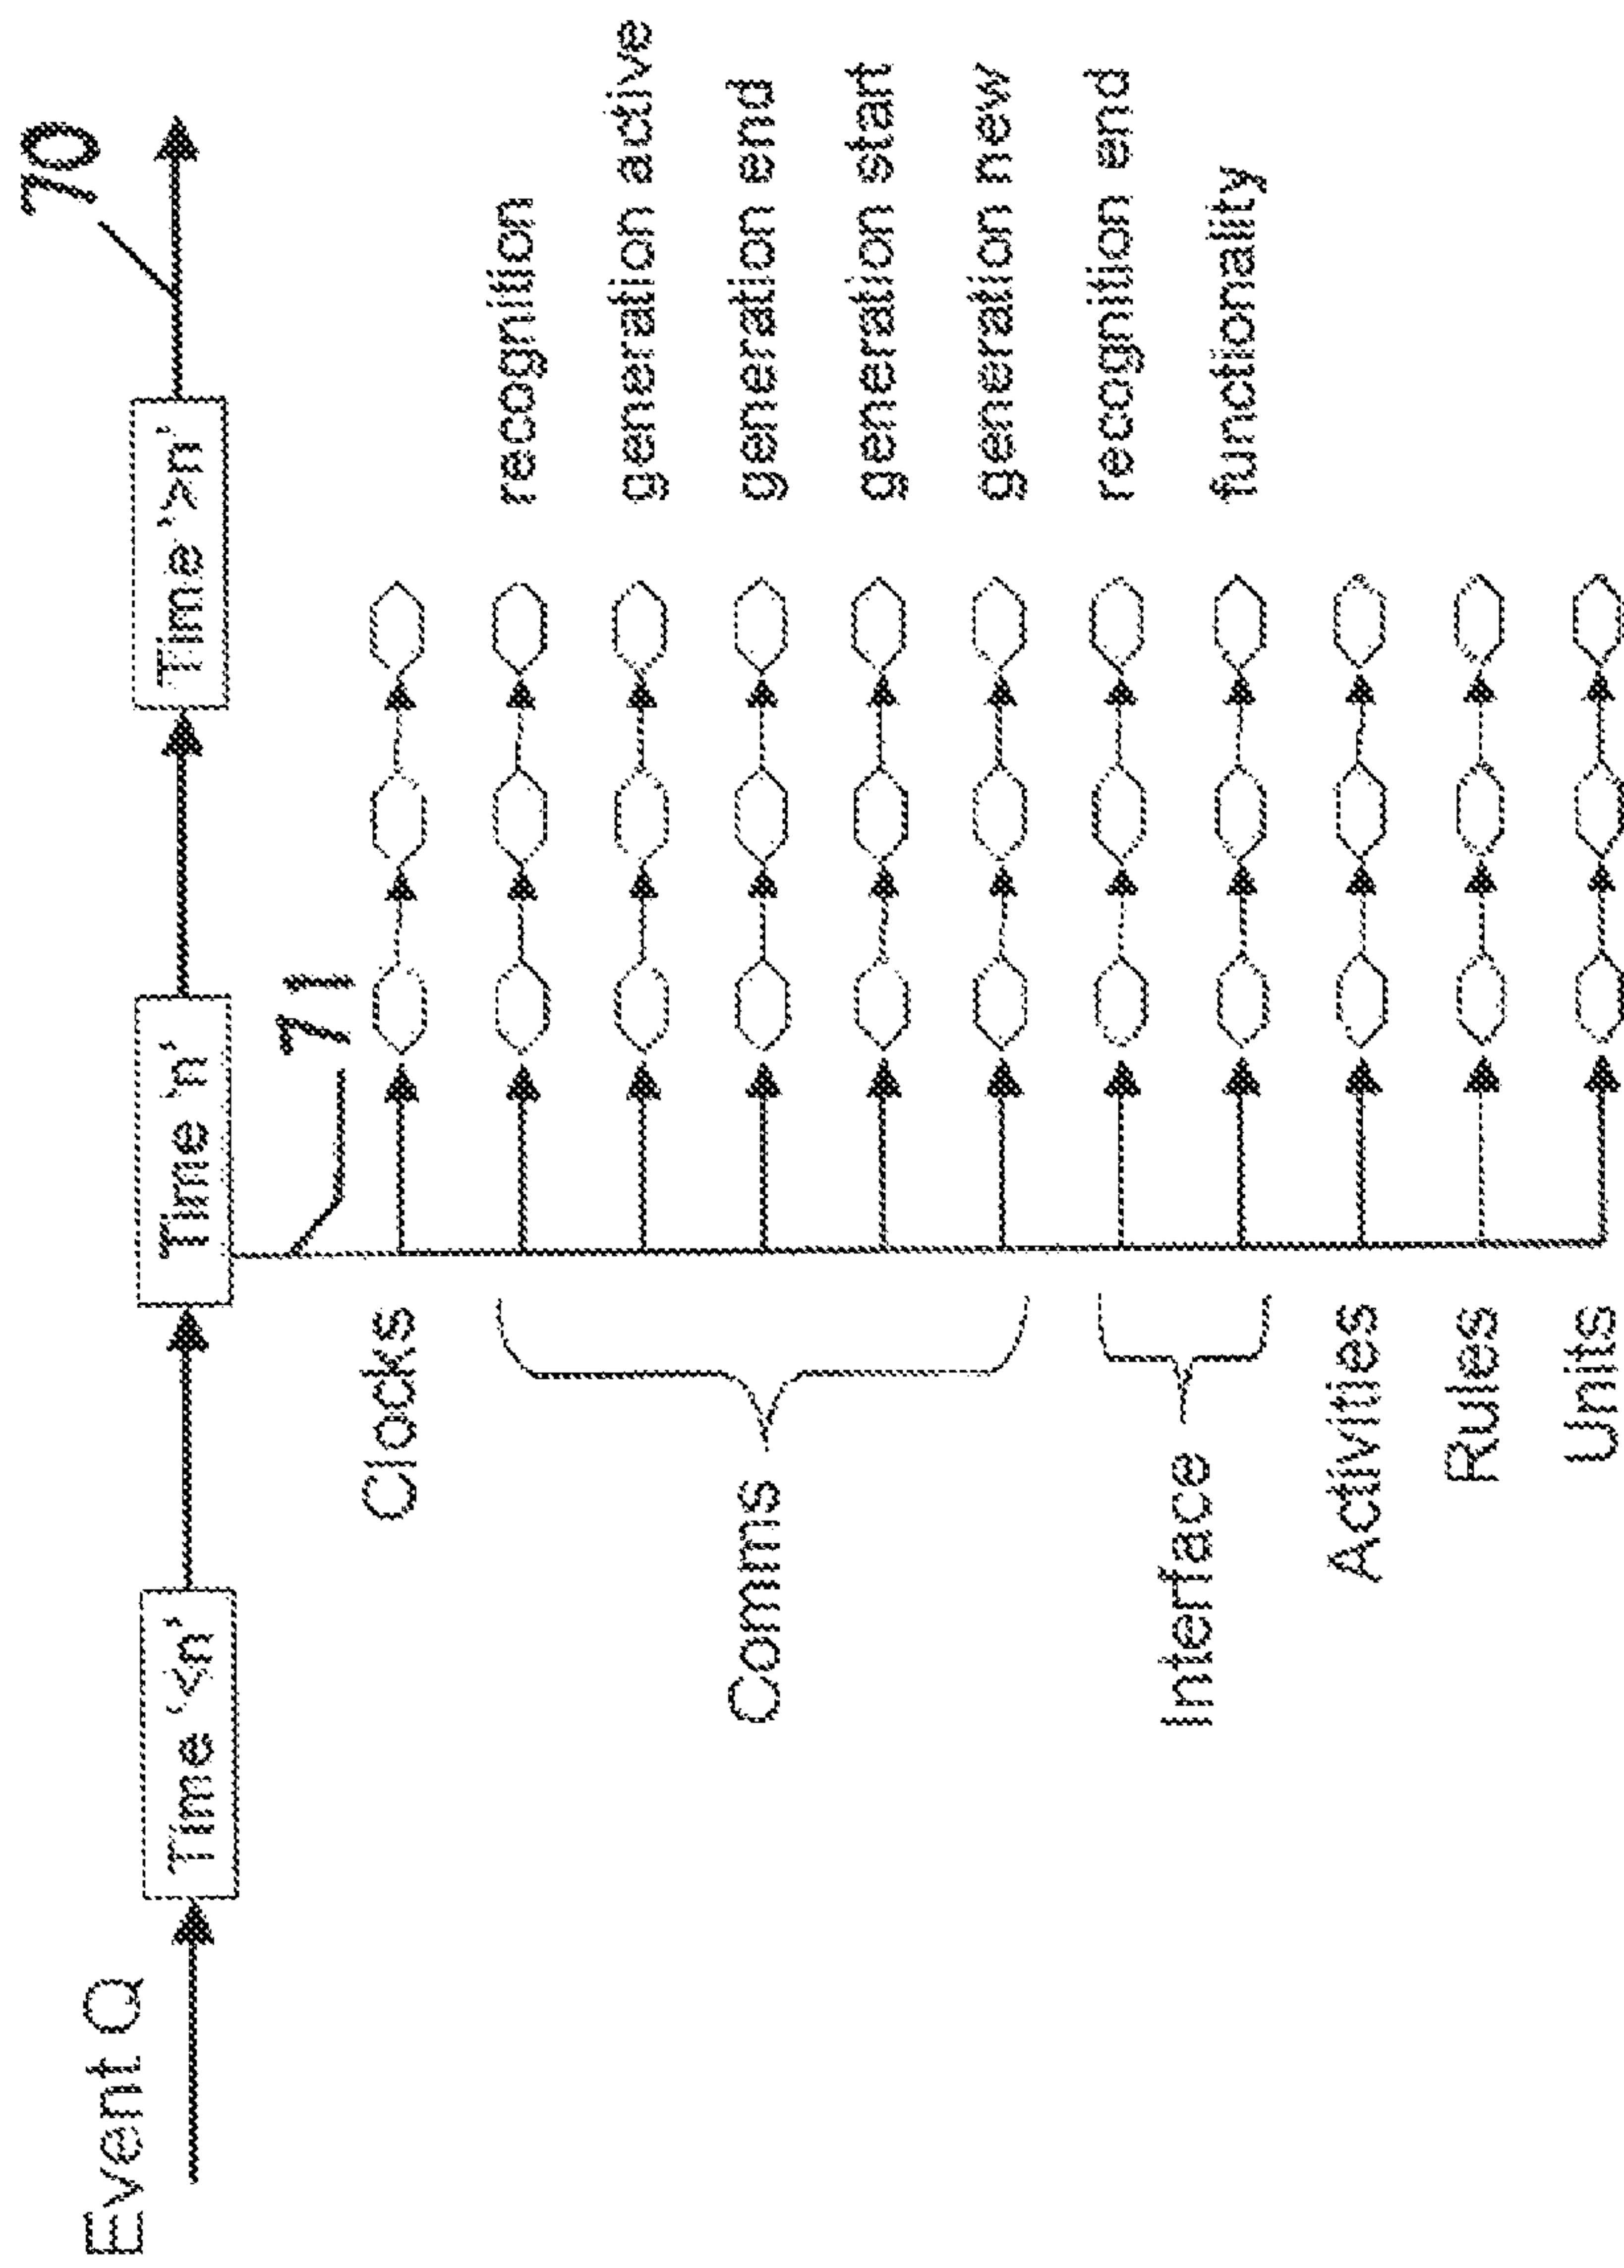 Event Q
70
Time '<n'
Time 'n'
Time '>n'
71
Clocks
Comms
recognition
generation active
generation end
generation start
generation new
Interface
recognition end
functionality
Activities
Rules
Units